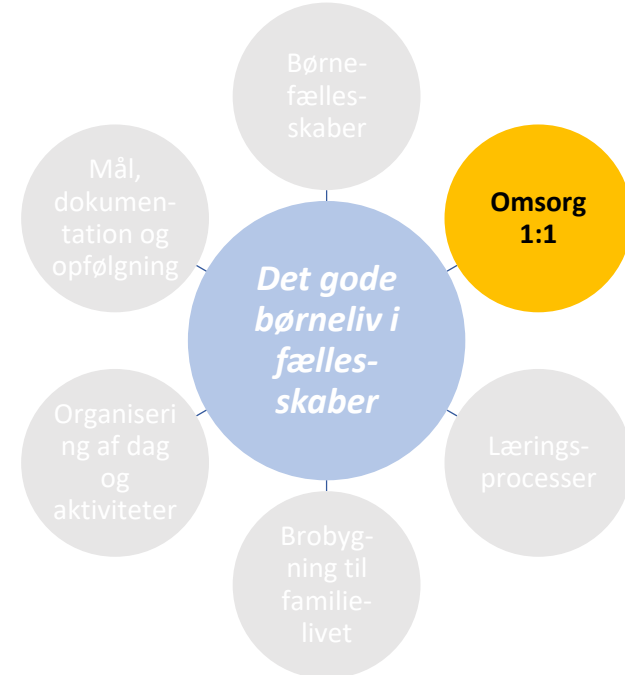 Børne-
fælles-
skaber
Omsorg
1:1
Lærings-
processer
Brobyg-
ning til
familie-
livet
Organiseri
ng af dag
og
aktiviteter
Mål,
dokumen-
tation og
opfølgning
Det gode
børneliv i
fælles-
skaber